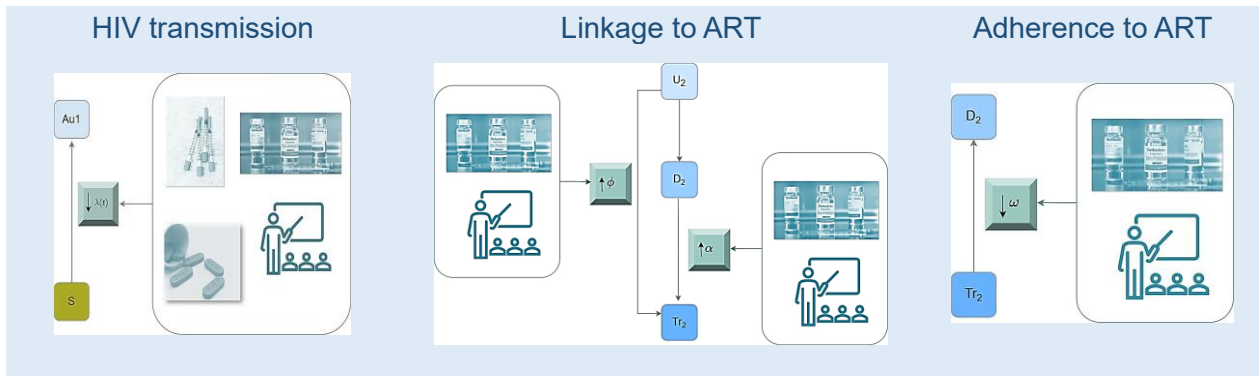 HIV transmission
Linkage to ART
Adherence to ART
Au1
↓ λ(t)
S
U₂
↑ ϕ
D₂
↑ α
Tr₂
D₂
↓ ω
Tr₂